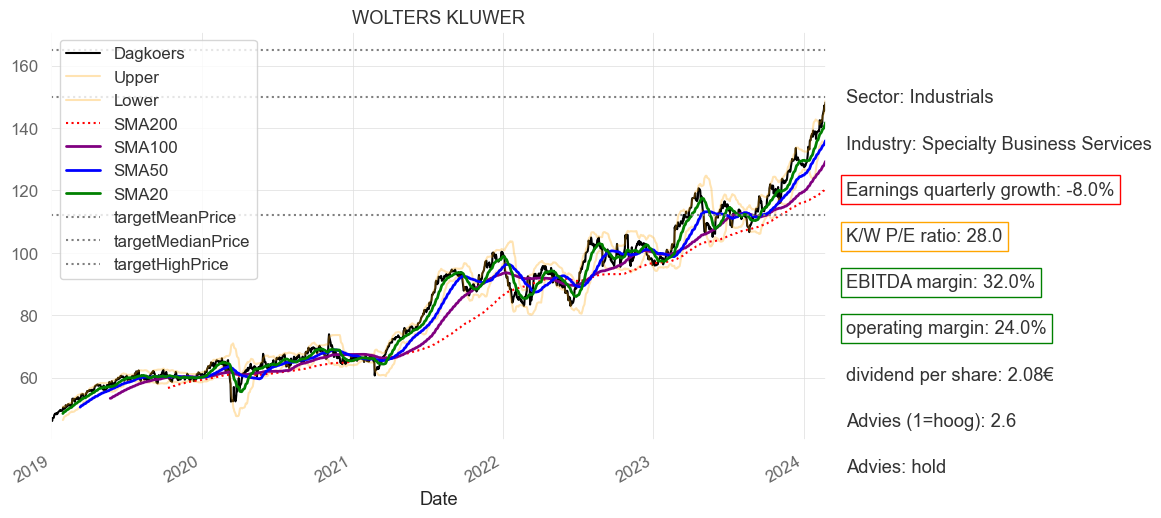 WOLTERS KLUWER
Dagkoers
Upper
Lower
SMA200
SMA100
SMA50
SMA20
targetMeanPrice
targetMedianPrice
targetHighPrice
160
140
120
100
80
60
2019
2020
2021
2022
2023
2024
Date
Sector: Industrials
Industry: Specialty Business Services
Earnings quarterly growth: -8.0%
K/W P/E ratio: 28.0
EBITDA margin: 32.0%
operating margin: 24.0%
dividend per share: 2.08€
Advies (1=hoog): 2.6
Advies: hold